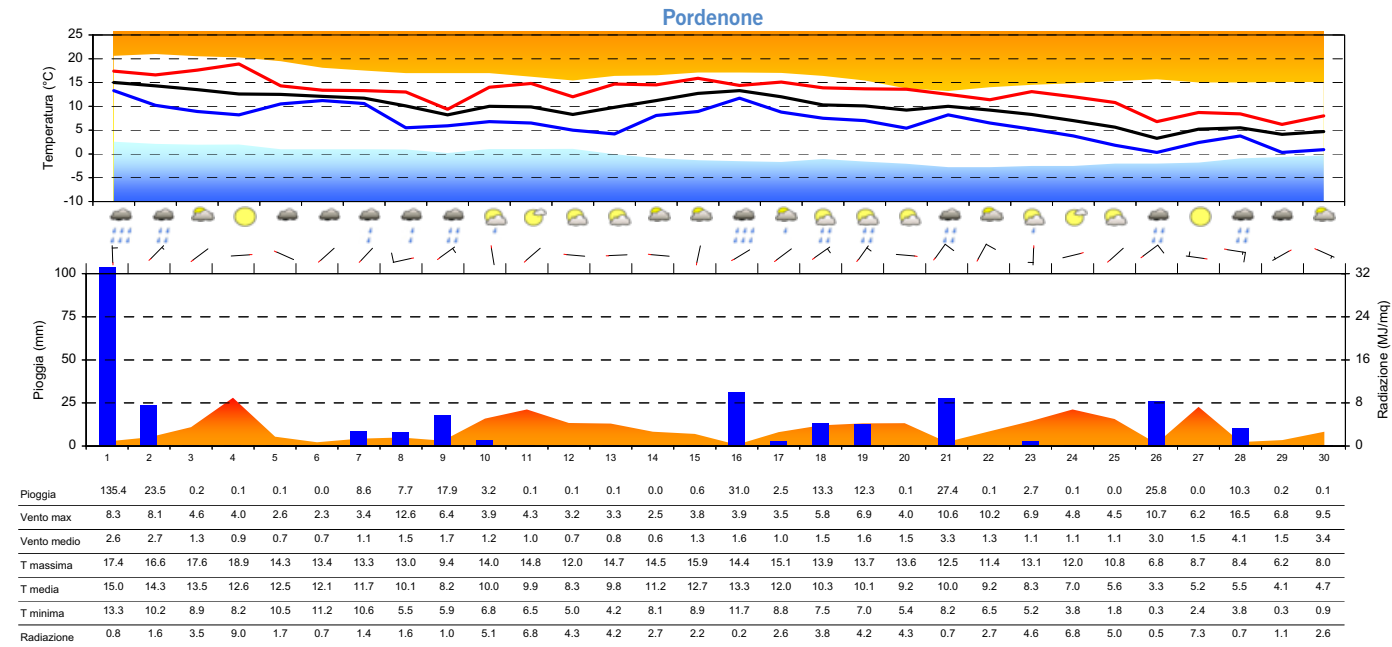 Pordenone
25
20
15
10
5
0
-5
-10
Temperatura (°C)
100
75
50
25
0
Pioggia (mm)
32
24
16
8
0
Radiazione (MJ/mq)
1 2 3 4 5 6 7 8 9 10 11 12 13 14 15 16 17 18 19 20 21 22 23 24 25 26 27 28 29 30
Pioggia 135.4 23.5 0.2 0.1 0.1 0.0 8.6 7.7 17.9 3.2 0.1 0.1 0.1 0.0 0.6 31.0 2.5 13.3 12.3 0.1 27.4 0.1 2.7 0.1 0.0 25.8 0.0 10.3 0.2 0.1
Vento max 8.3 8.1 4.6 4.0 2.6 2.3 3.4 12.6 6.4 3.9 4.3 3.2 3.3 2.5 3.8 3.9 3.5 5.8 6.9 4.0 10.6 10.2 6.9 4.8 4.5 10.7 6.2 16.5 6.8 9.5
Vento medio 2.6 2.7 1.3 0.9 0.7 0.7 1.1 1.5 1.7 1.2 1.0 0.7 0.8 0.6 1.3 1.6 1.0 1.5 1.6 1.5 3.3 1.3 1.1 1.1 1.1 3.0 1.5 4.1 1.5 3.4
T massima 17.4 16.6 17.6 18.9 14.3 13.4 13.3 13.0 9.4 14.0 14.8 12.0 14.7 14.5 15.9 14.4 15.1 13.9 13.7 13.6 12.5 11.4 13.1 12.0 10.8 6.8 8.7 8.4 6.2 8.0
T media 15.0 14.3 13.5 12.6 12.5 12.1 11.7 10.1 8.2 10.0 9.9 8.3 9.8 11.2 12.7 13.3 12.0 10.3 10.1 9.2 10.0 9.2 8.3 7.0 5.6 3.3 5.2 5.5 4.1 4.7
T minima 13.3 10.2 8.9 8.2 10.5 11.2 10.6 5.5 5.9 6.8 6.5 5.0 4.2 8.1 8.9 11.7 8.8 7.5 7.0 5.4 8.2 6.5 5.2 3.8 1.8 0.3 2.4 3.8 0.3 0.9
Radiazione 0.8 1.6 3.5 9.0 1.7 0.7 1.4 1.6 1.0 5.1 6.8 4.3 4.2 2.7 2.2 0.2 2.6 3.8 4.2 4.3 0.7 2.7 4.6 6.8 5.0 0.5 7.3 0.7 1.1 2.6